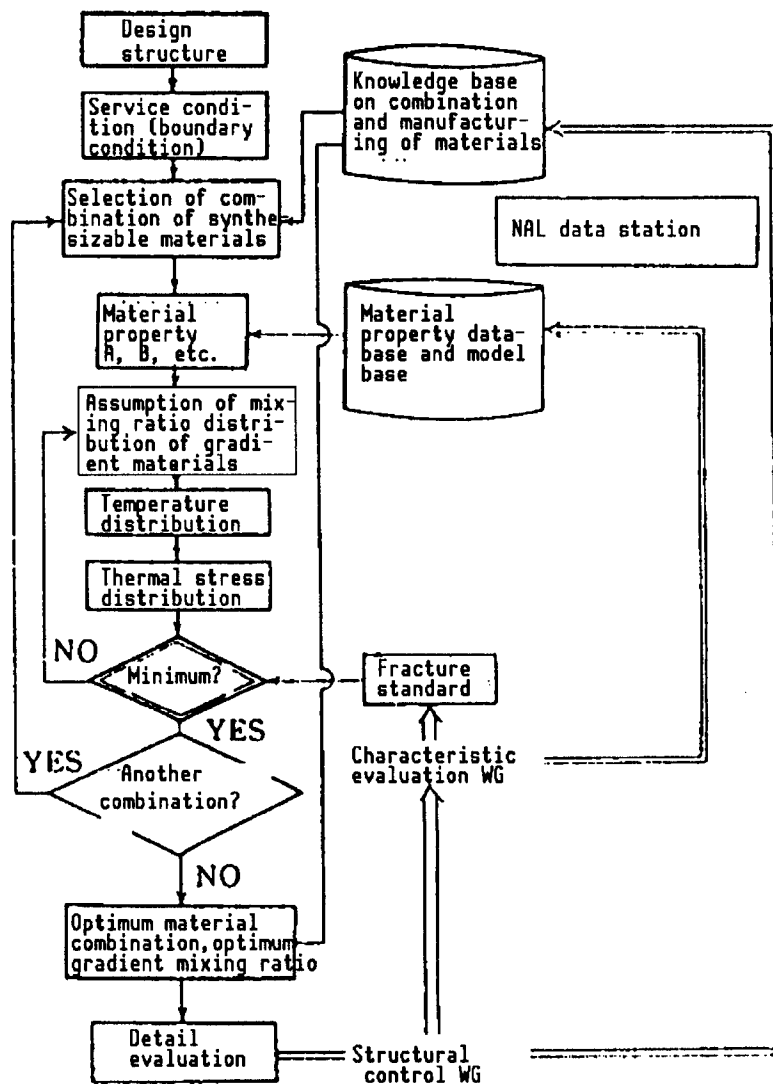 Design
structure
Service condi-
tion (boundary
condition)
Selection of com-
bination of synthe
sizable materials
Material
property
A, B, etc.
Assumption of mix-
ing ratio distri-
bution of gradi-
ent materials
Temperature
distribution
Thermal stress
distribution
NO
Minimum?
YES
YES
Another
combination?
NO
Optimum material
combination, optimum
gradient mixing ratio
Detail
evaluation
Knowledge base
on combination
and manufactur-
ing of materials
NAL data station
Material
property data-
base and model
base
Fracture
standard
Characteristic
evaluation WG
Structural
control WG